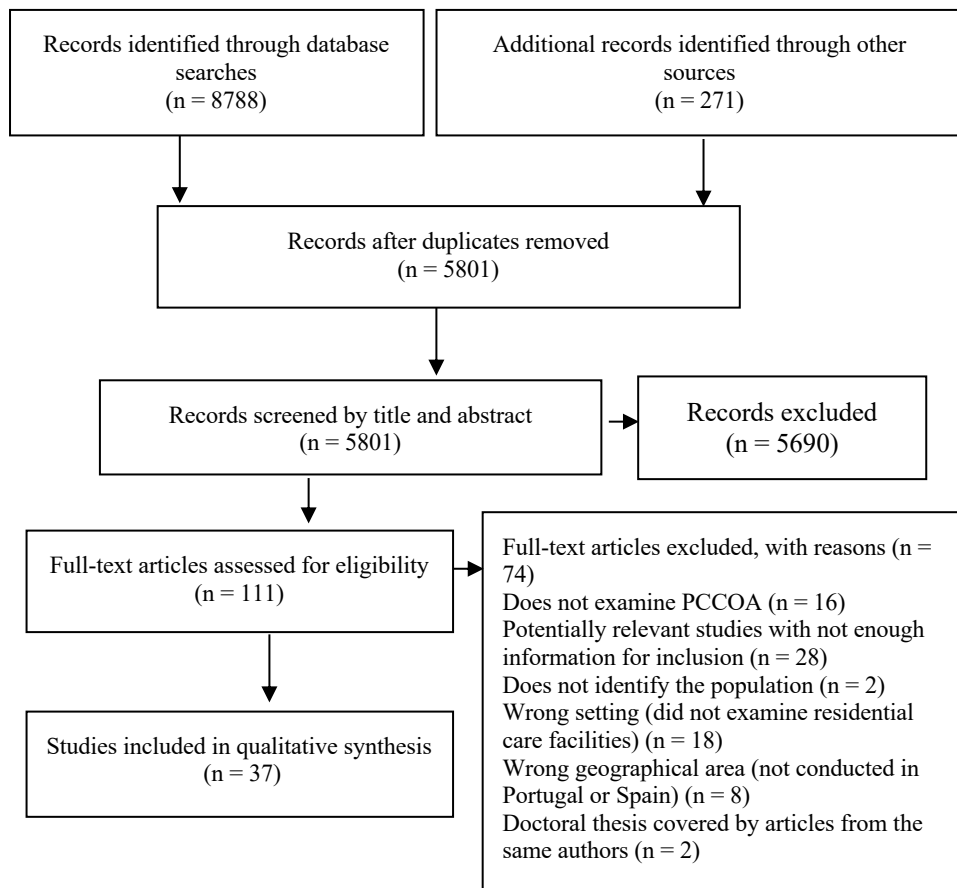 Records identified through database
searches
(n = 8788)
Additional records identified through other
sources
(n = 271)
Records after duplicates removed
(n = 5801)
Records screened by title and abstract
(n = 5801)
Records excluded
(n = 5690)
Full-text articles assessed for eligibility
(n = 111)
Full-text articles excluded, with reasons (n =
74)
Does not examine PCCOA (n = 16)
Potentially relevant studies with not enough
information for inclusion (n = 28)
Does not identify the population (n = 2)
Wrong setting (did not examine residential
care facilities) (n = 18)
Wrong geographical area (not conducted in
Portugal or Spain) (n = 8)
Doctoral thesis covered by articles from the
same authors (n = 2)
Studies included in qualitative synthesis
(n = 37)